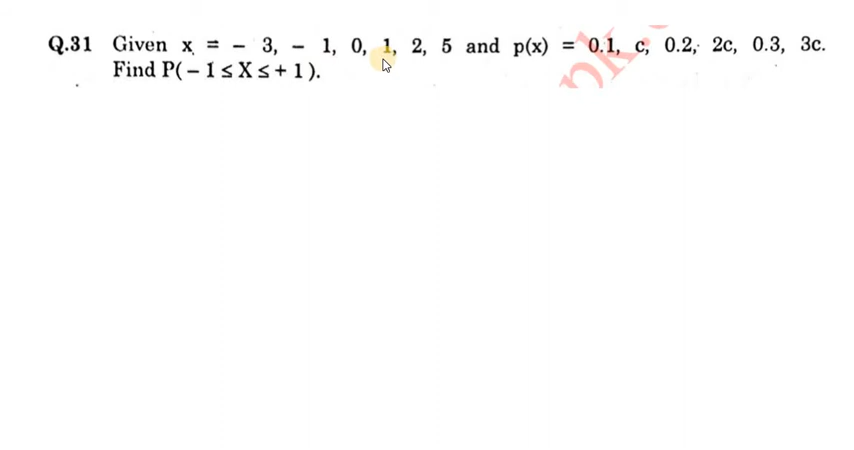 Q.31 Given x = - 3, - 1, 0, 1, 2, 5 and p(x) = 0.1, c, 0.2, 2c, 0.3, 3c.
Find P( - 1 ≤ X ≤ + 1 ).
pk.